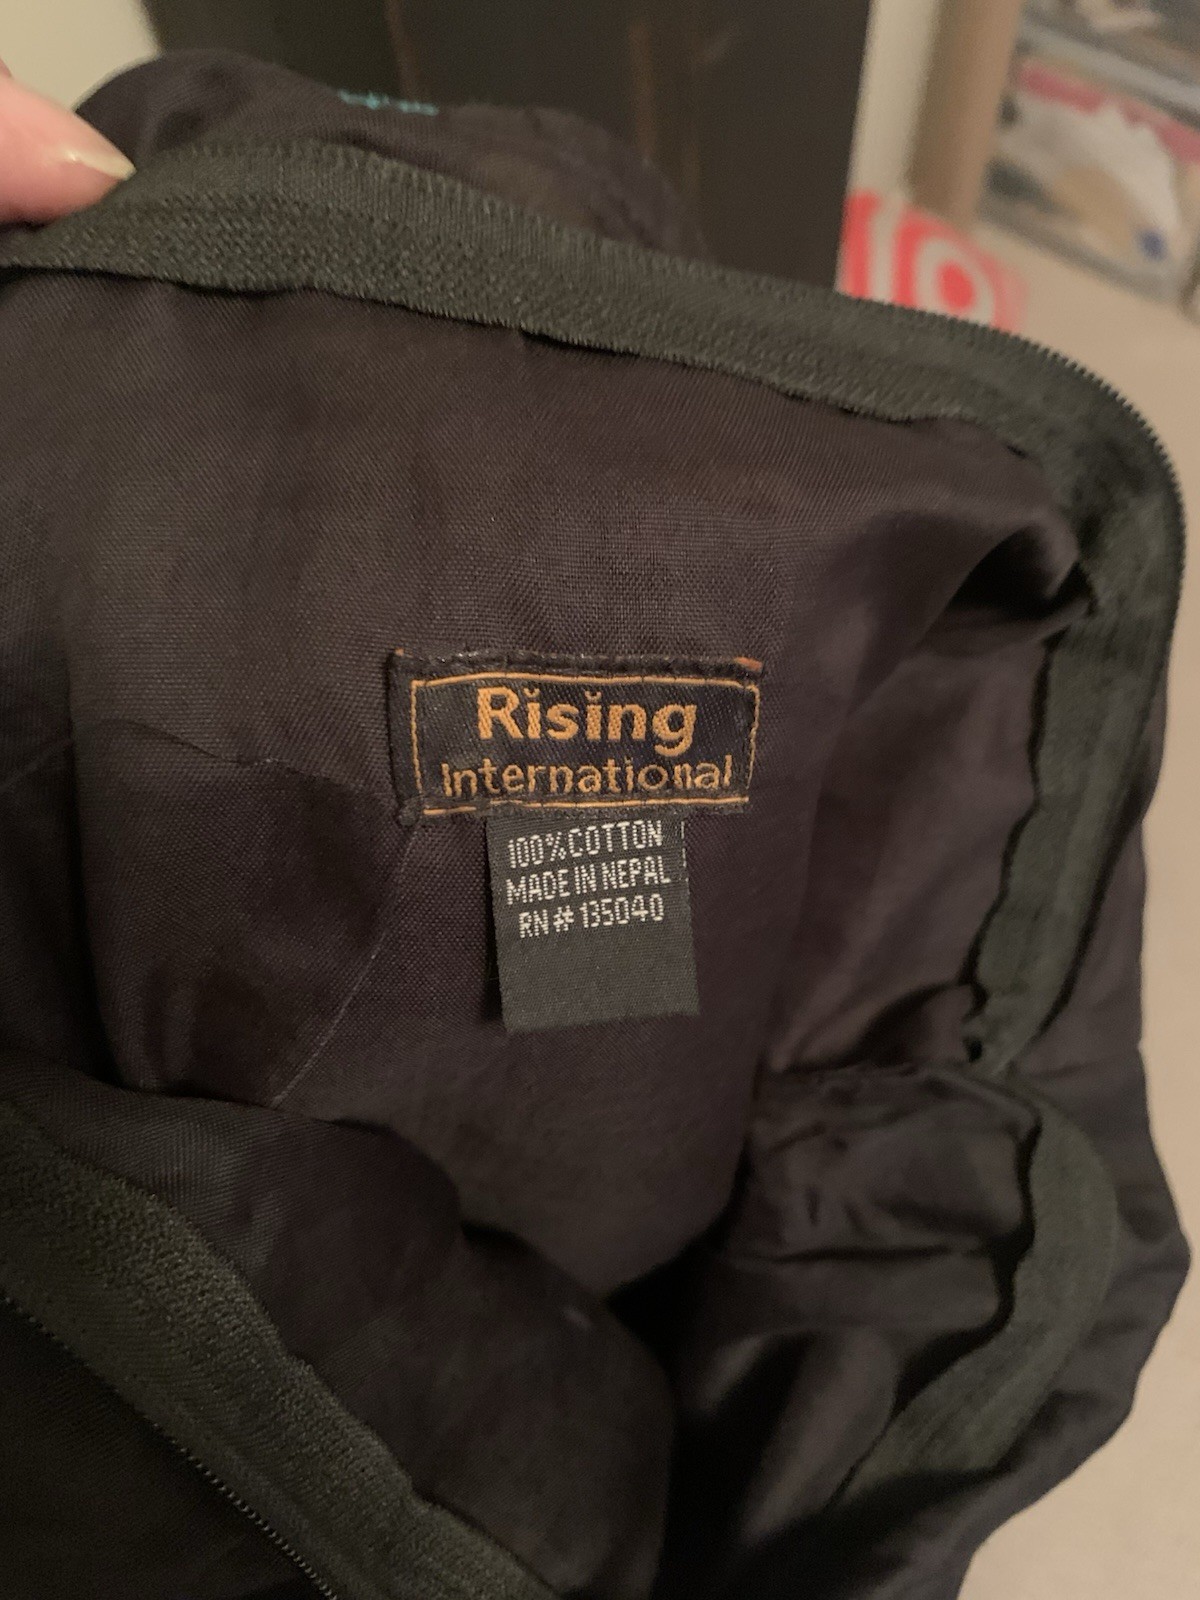 Rising
International
100% COTTON
MADE IN NEPAL
RN # 135040